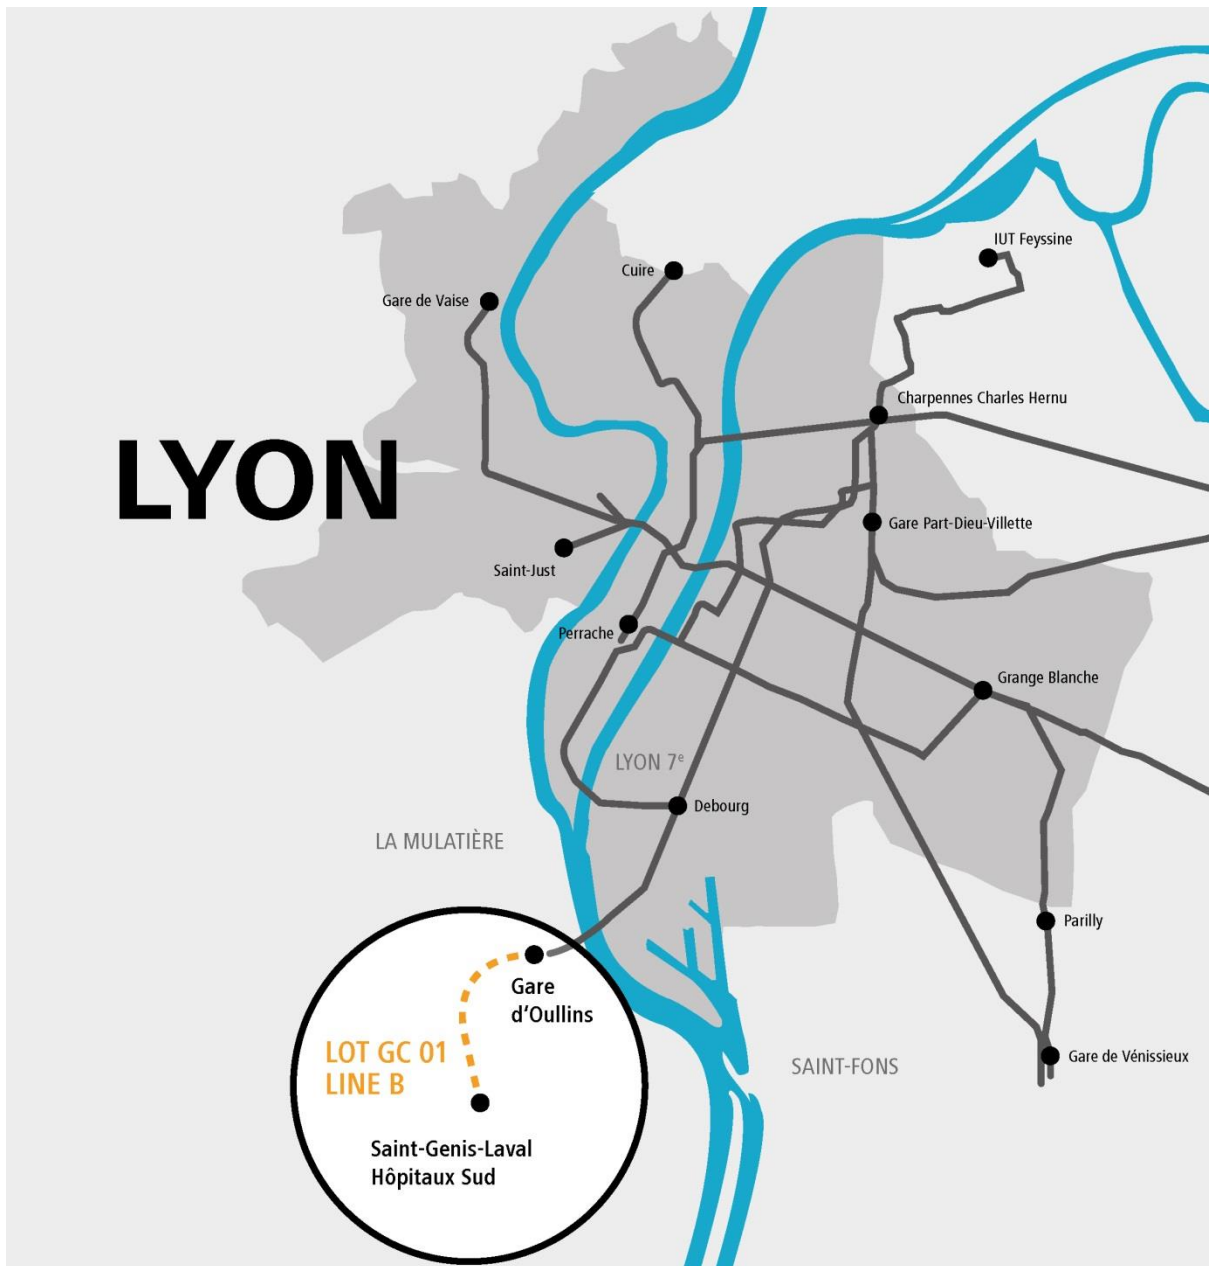 IUT Feyssine
Cuire
Gare de Vaise
Charpennes Charles Hernu
LYON
Gare Part-Dieu-Villette
Saint-Just
Perrache
Grange Blanche
LYON 7ᵉ
Debourg
LA MULATIÈRE
Parilly
Gare
d'Oullins
LOT GC 01
LINE B
Gare de Vénissieux
SAINT-FONS
Saint-Genis-Laval
Hôpitaux Sud